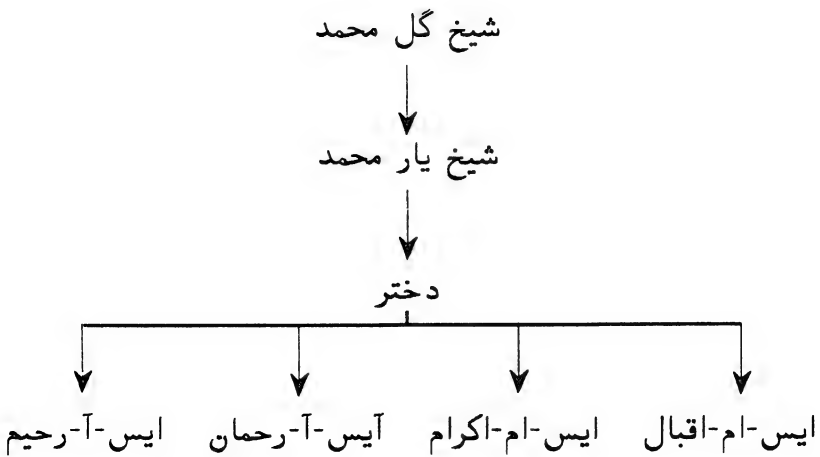 شیخ گل محمد
شیخ یار محمد
دختر
ایس-ام-اقبال ایس-ام-اکرام آیس-آ-رحمان ایس-آ-رحیم